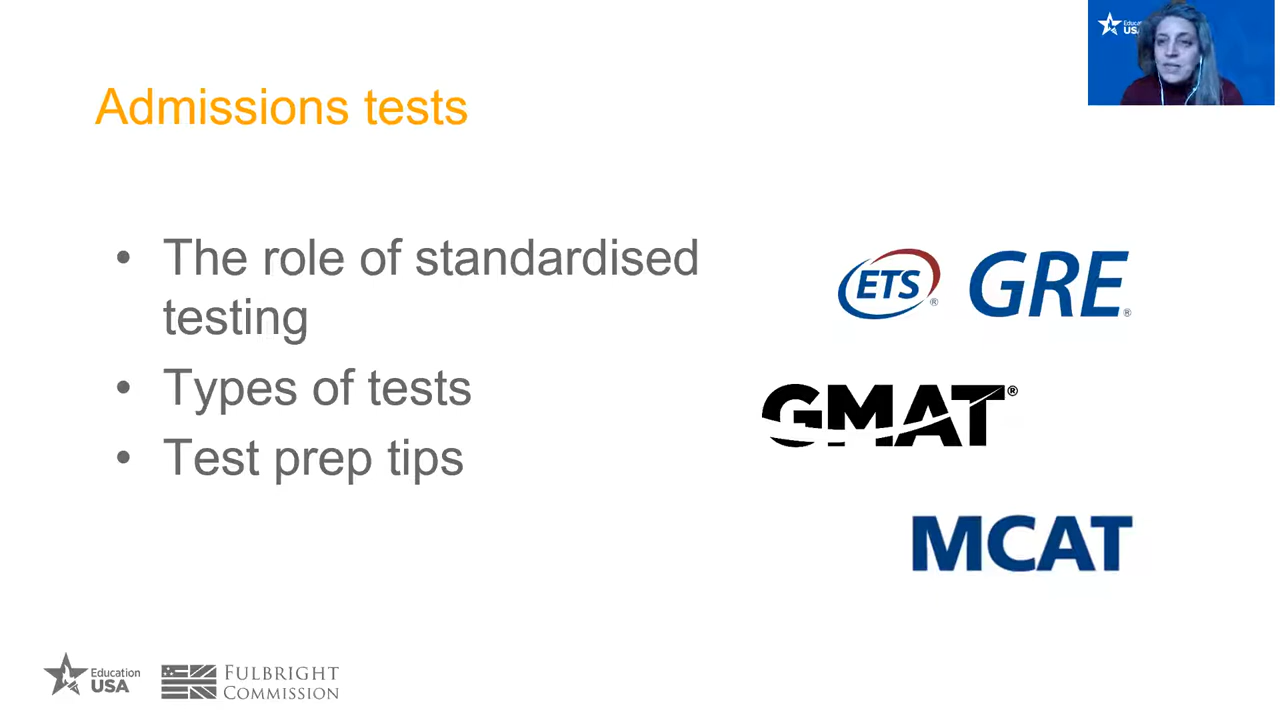 Admissions tests
• The role of standardised
testing
• Types of tests
• Test prep tips
ETS® GRE®
GMAT®
MCAT
Education
USA
FULBRIGHT
COMMISSION
USA